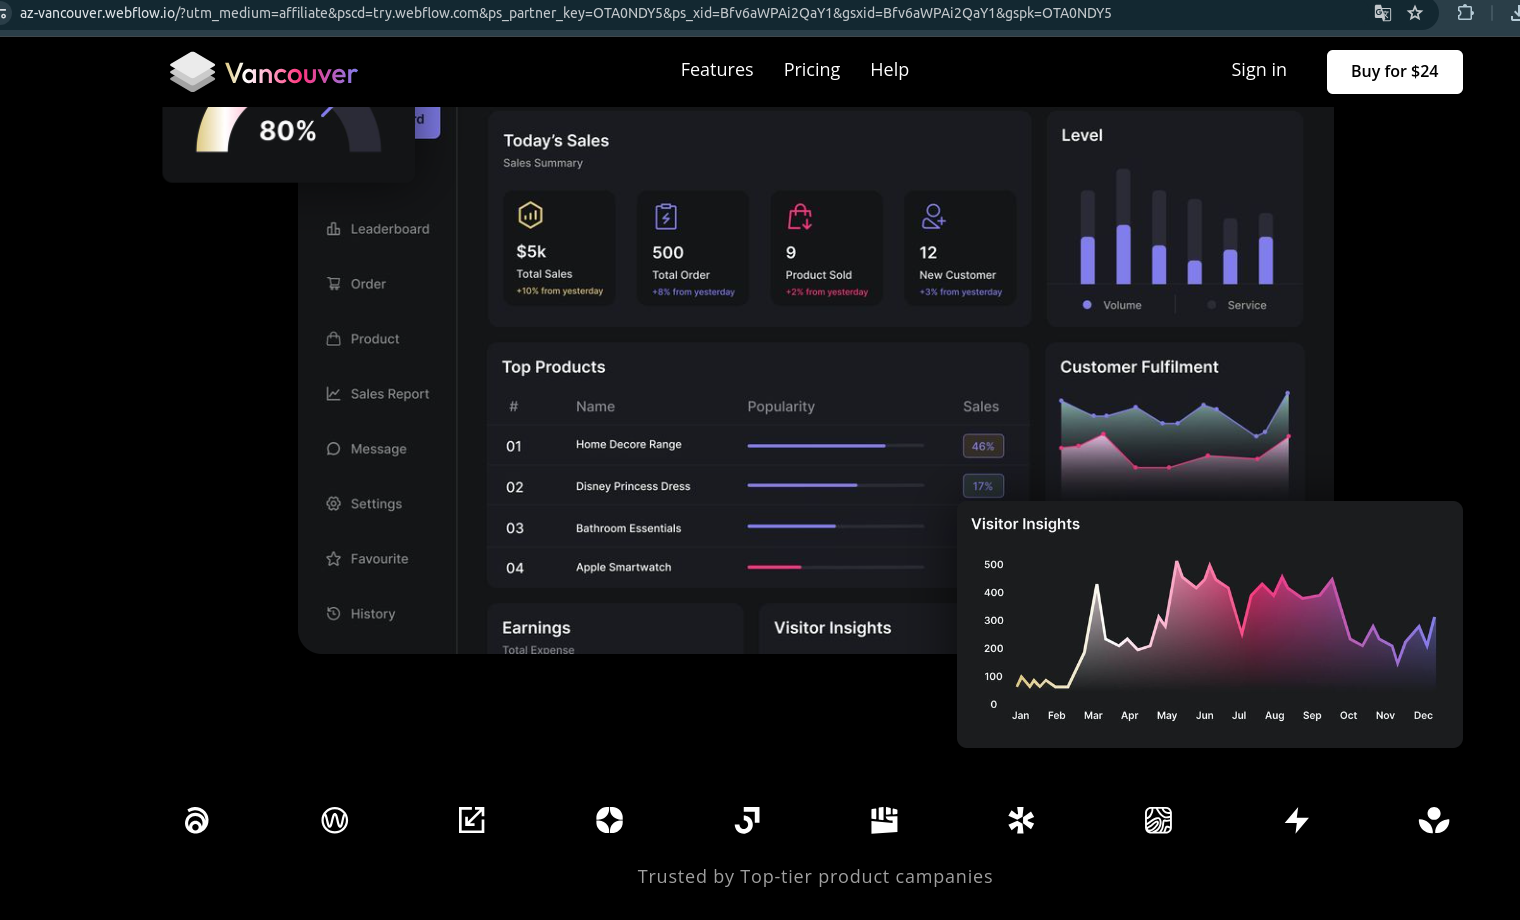 az-vancouver.webflow.io/?utm_medium=affiliate&pscd=try.webflow.com&ps_partner_key=OTA0NDY5&ps_xid=Bfv6aWPAi2QaY1&gsxid=Bfv6aWPAi2QaY1&gspk=OTA0NDY5
Vancouver
Features Pricing Help
Sign in
Buy for $24
80%
Leaderboard
Order
Product
Sales Report
Message
Settings
Favourite
History
Today's Sales
Sales Summary
$5k
Total Sales
+10% from yesterday
500
Total Order
+8% from yesterday
9
Product Sold
+2% from yesterday
12
New Customer
+3% from yesterday
Level
Volume Service
Top Products
# Name Popularity Sales
01 Home Decore Range 46%
02 Disney Princess Dress 17%
03 Bathroom Essentials
04 Apple Smartwatch
Customer Fulfilment
Earnings
Total Expense
Visitor Insights
Visitor Insights
500
400
300
200
100
0
Jan Feb Mar Apr May Jun Jul Aug Sep Oct Nov Dec
Trusted by Top-tier product campanies